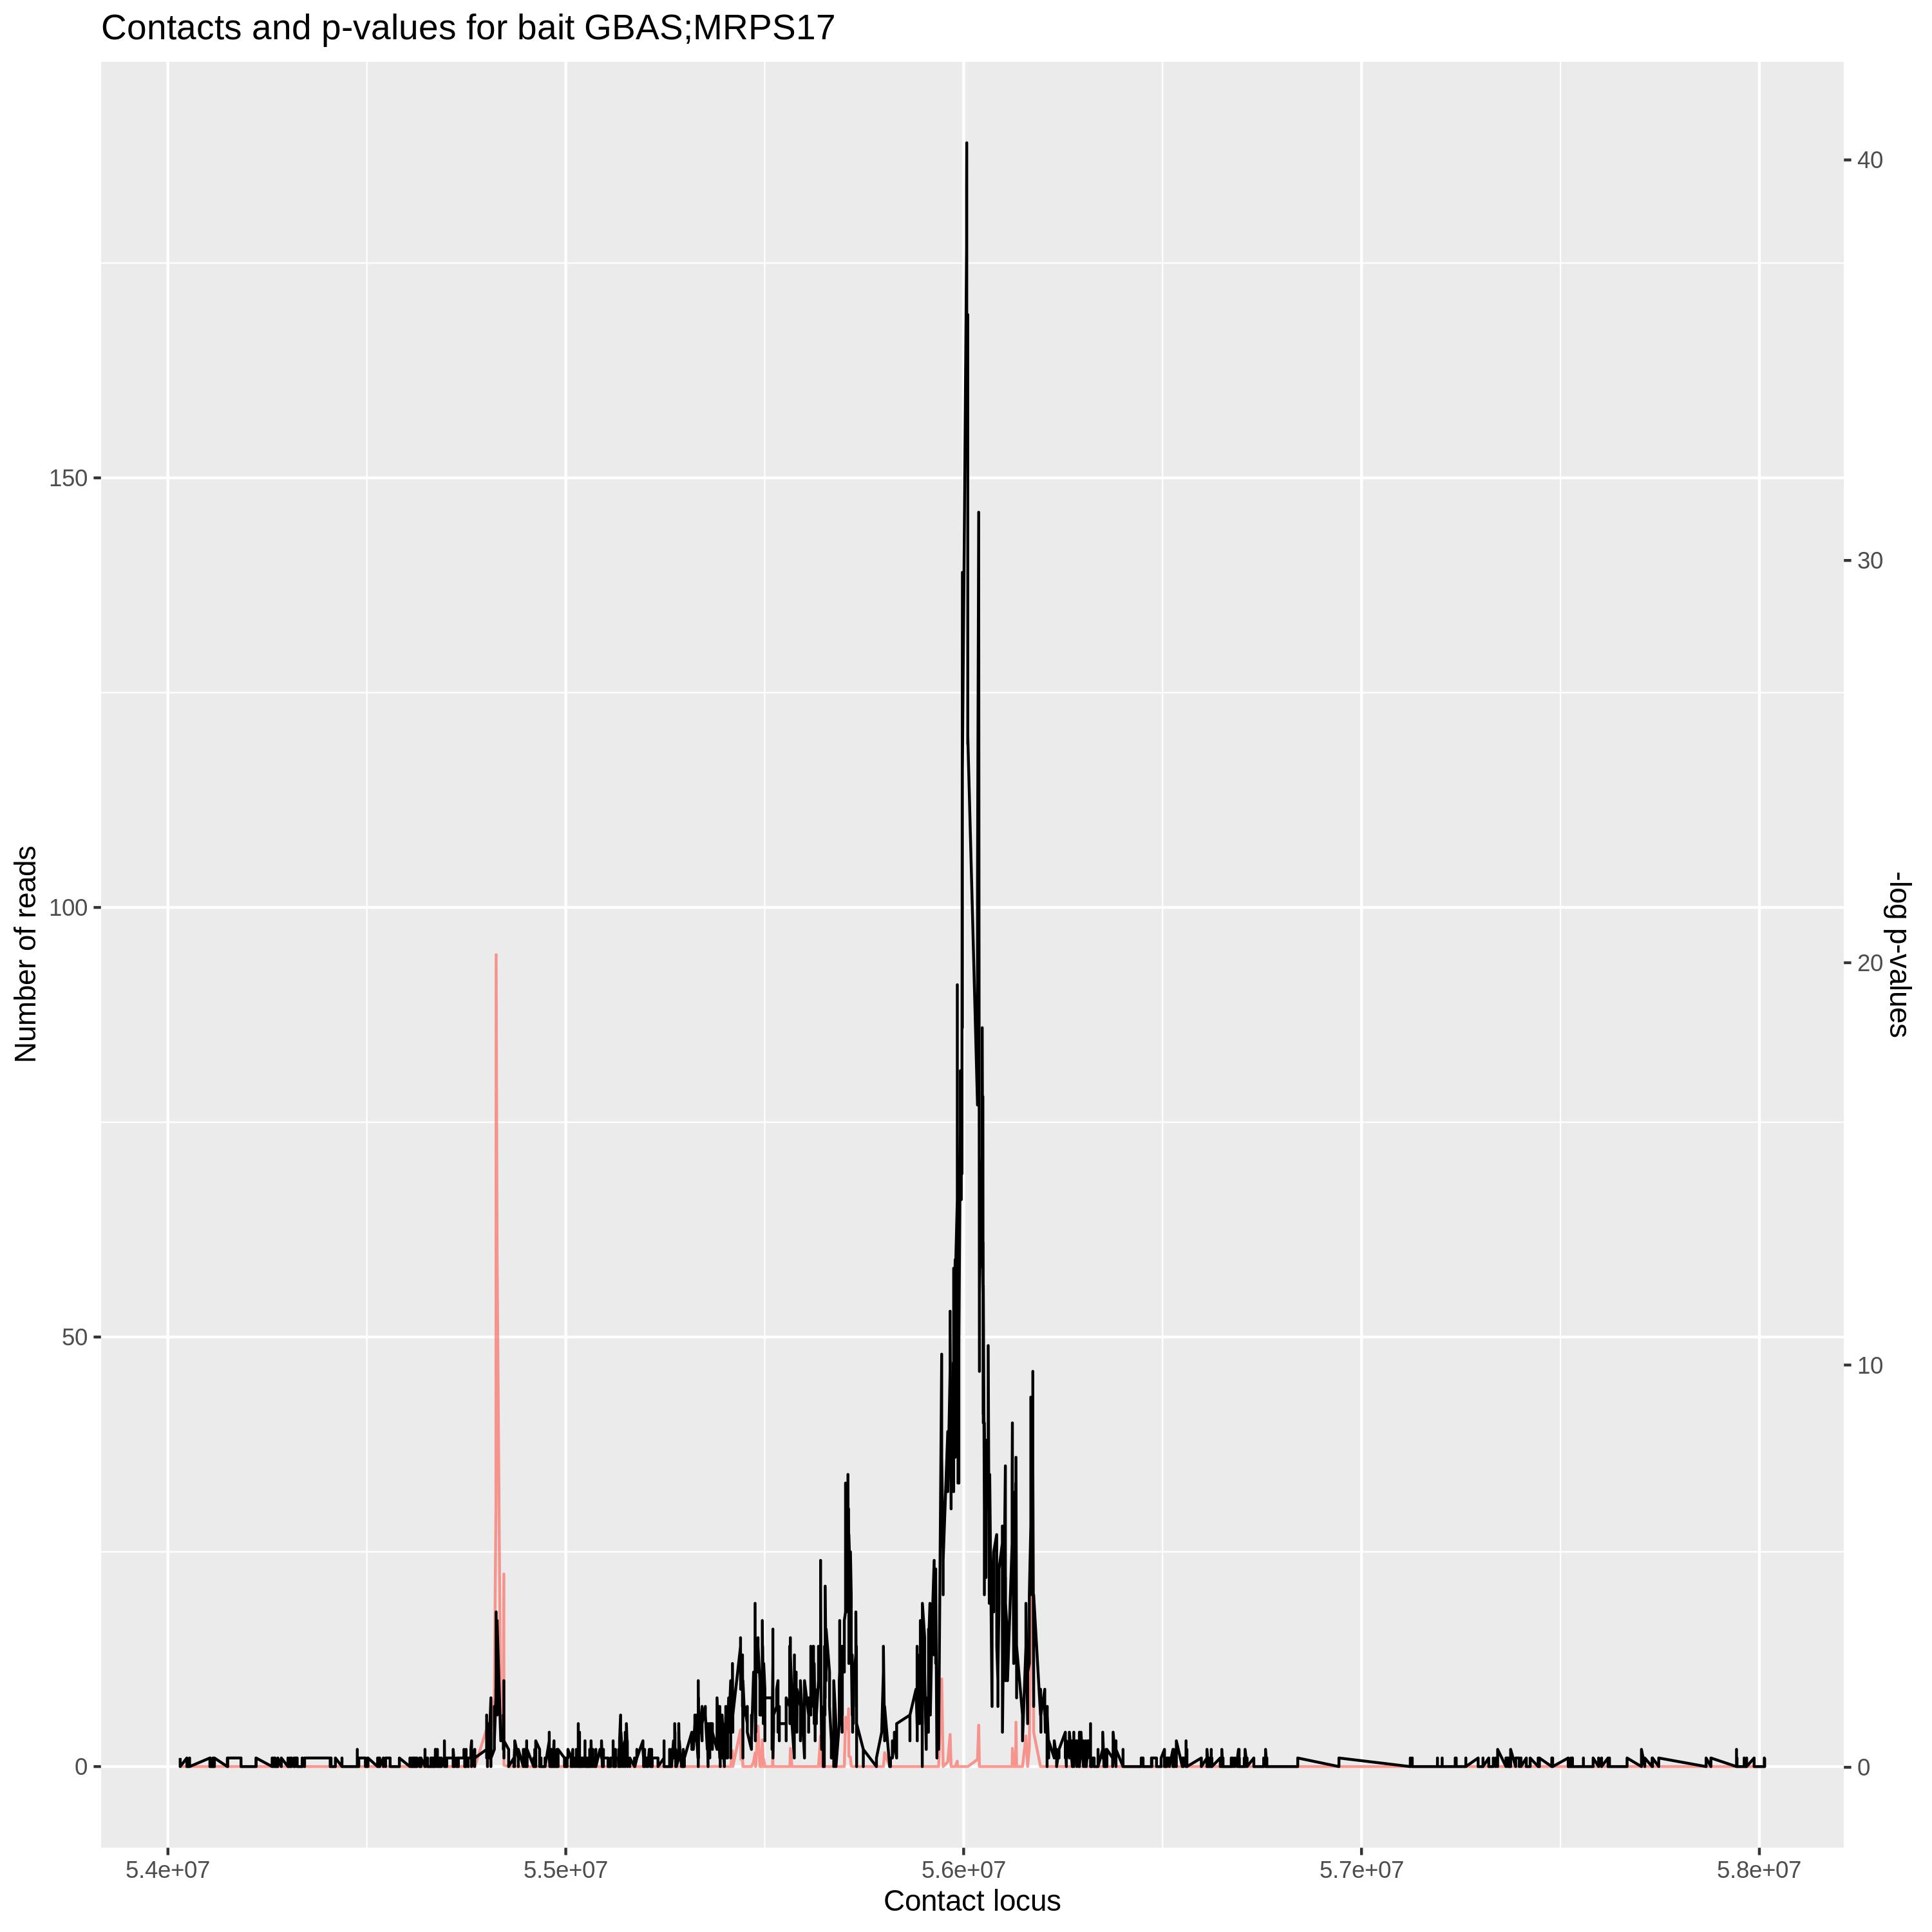 Contacts and p-values for bait GBAS;MRPS17
Number of reads
150
100
50
0
40
30
20
10
0
-log p-values
5.4e+07 5.5e+07 5.6e+07 5.7e+07 5.8e+07
Contact locus